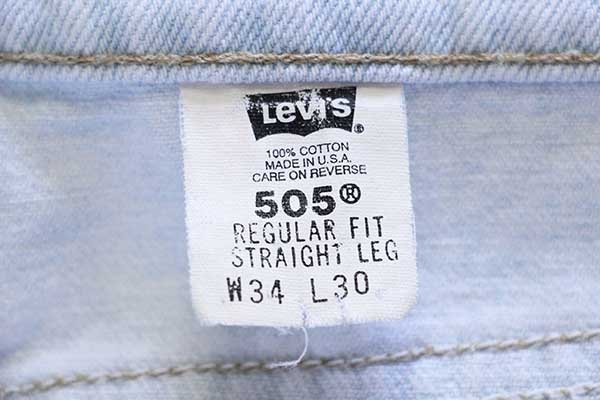 Levi's ®
100% COTTON
MADE IN U.S.A.
CARE ON REVERSE
505®
REGULAR FIT
STRAIGHT LEG
W34 L30